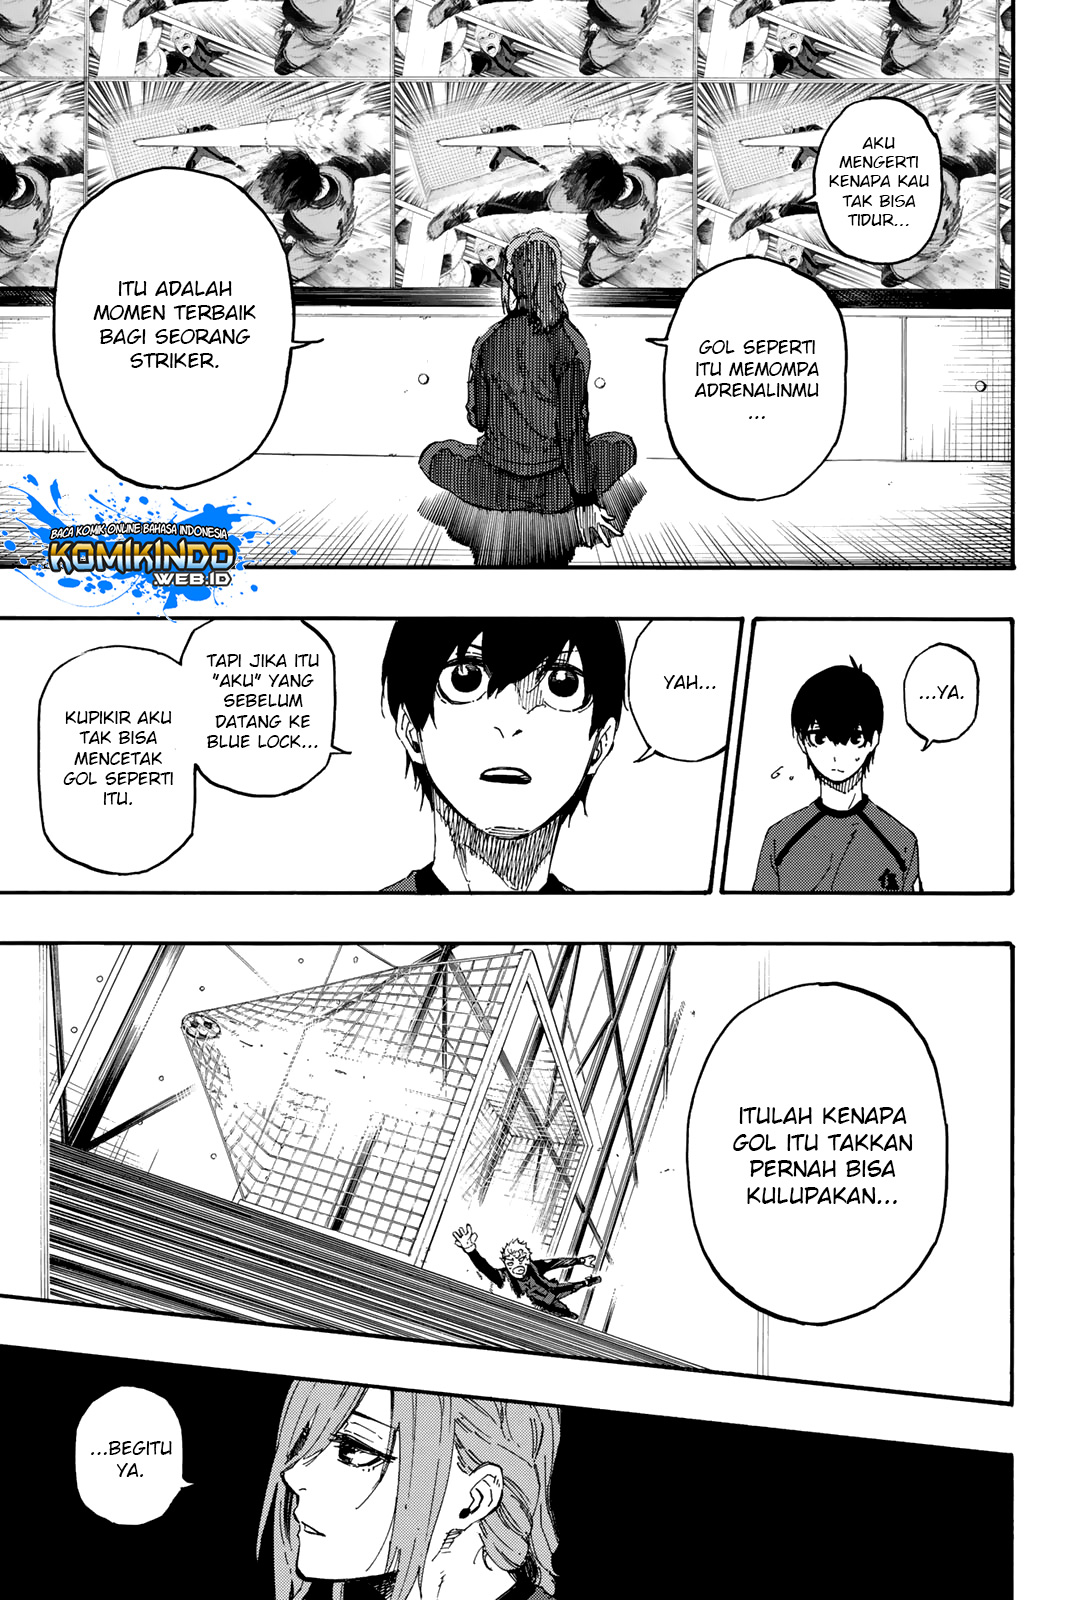 AKU
MENGERTI
KENAPA KAU
TAK BISA
TIDUR...
GOL SEPERTI
ITU MEMOMPA
ADRENALINMU
...
ITU ADALAH
MOMEN TERBAIK
BAGI SEORANG
STRIKER.
BACA KOMIK ONLINE BAHASA INDONESIA
KOMIKINDO
WEB.ID
...YA.
YAH...
TAPI JIKA ITU
"AKU" YANG
SEBELUM
DATANG KE
BLUE LOCK...
KUPIKIR AKU
TAK BISA
MENCETAK
GOL SEPERTI
ITU.
ITULAH KENAPA
GOL ITU TAKKAN
PERNAH BISA
KULUPAKAN...
...BEGITU
YA.